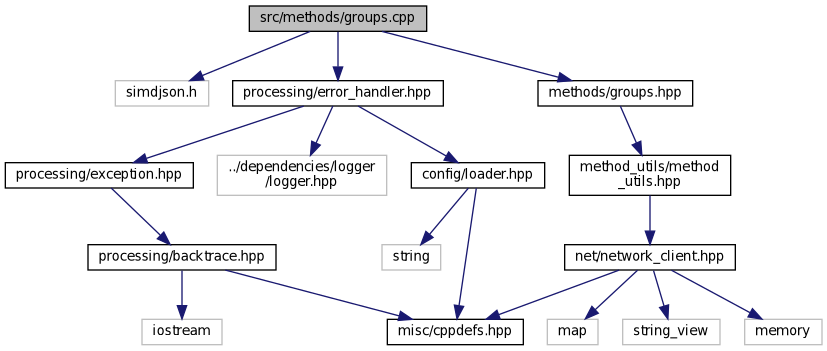 src/methods/groups.cpp
simdjson.h
processing/error_handler.hpp
methods/groups.hpp
processing/exception.hpp
../dependencies/logger
/logger.hpp
config/loader.hpp
method_utils/method
_utils.hpp
processing/backtrace.hpp
string
net/network_client.hpp
iostream
misc/cppdefs.hpp
map
string_view
memory